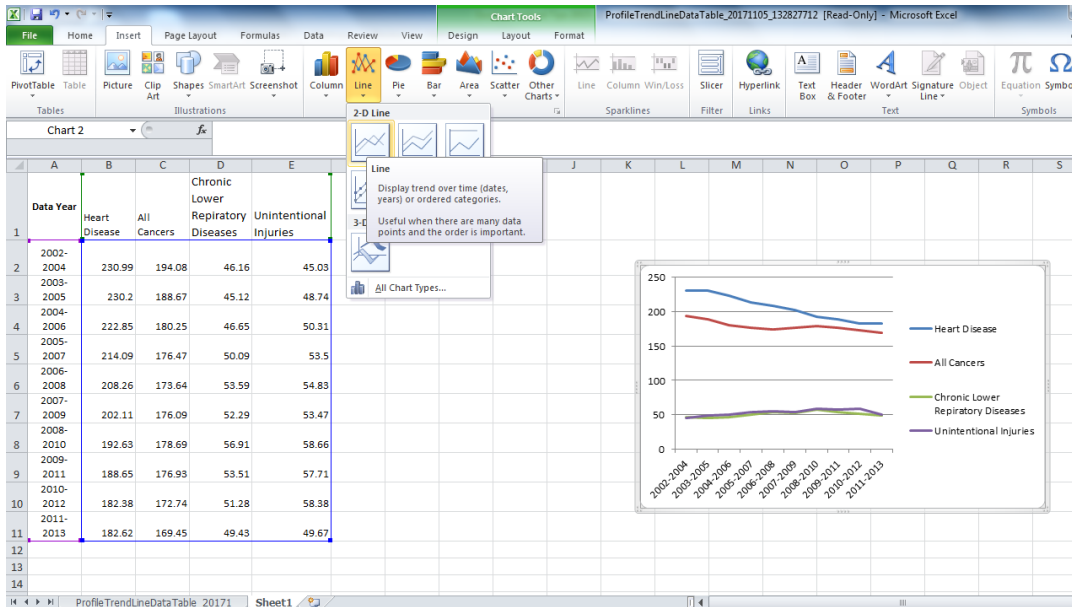 Chart Tools
ProfileTrendLineDataTable_20171105_132827712 [Read-Only] - Microsoft Excel
File Home Insert Page Layout Formulas Data Review View Design Layout Format
PivotTable Table Picture Clip Art Shapes SmartArt Screenshot Column Line Pie Bar Area Scatter Other Charts Line Column Win/Loss Slicer Hyperlink Text Box Header & Footer WordArt Signature Line Object Equation Symbo
Tables Illustrations Sparklines Filter Links Text Symbols
Chart 2 fx
2-D Line
Line
Display trend over time (dates,
years) or ordered categories.
Useful when there are many data
points and the order is important.
3-D
All Chart Types...
A B C D E J K L M N O P Q R S
1 Data Year Heart Disease All Cancers Chronic Lower Repiratory Diseases Unintentional Injuries
2 2002-2004 230.99 194.08 46.16 45.03
3 2003-2005 230.2 188.67 45.12 48.74
4 2004-2006 222.85 180.25 46.65 50.31
5 2005-2007 214.09 176.47 50.09 53.5
6 2006-2008 208.26 173.64 53.59 54.83
7 2007-2009 202.11 176.09 52.29 53.47
8 2008-2010 192.63 178.69 56.91 58.66
9 2009-2011 188.65 176.93 53.51 57.71
10 2010-2012 182.38 172.74 51.28 58.38
11 2011-2013 182.62 169.45 49.43 49.67
12
13
14
250
200
150
100
50
0
2002-2004 2003-2005 2004-2006 2005-2007 2006-2008 2007-2009 2008-2010 2009-2011 2010-2012 2011-2013
Heart Disease
All Cancers
Chronic Lower
Repiratory Diseases
Unintentional Injuries
ProfileTrendLineDataTable_20171 Sheet1